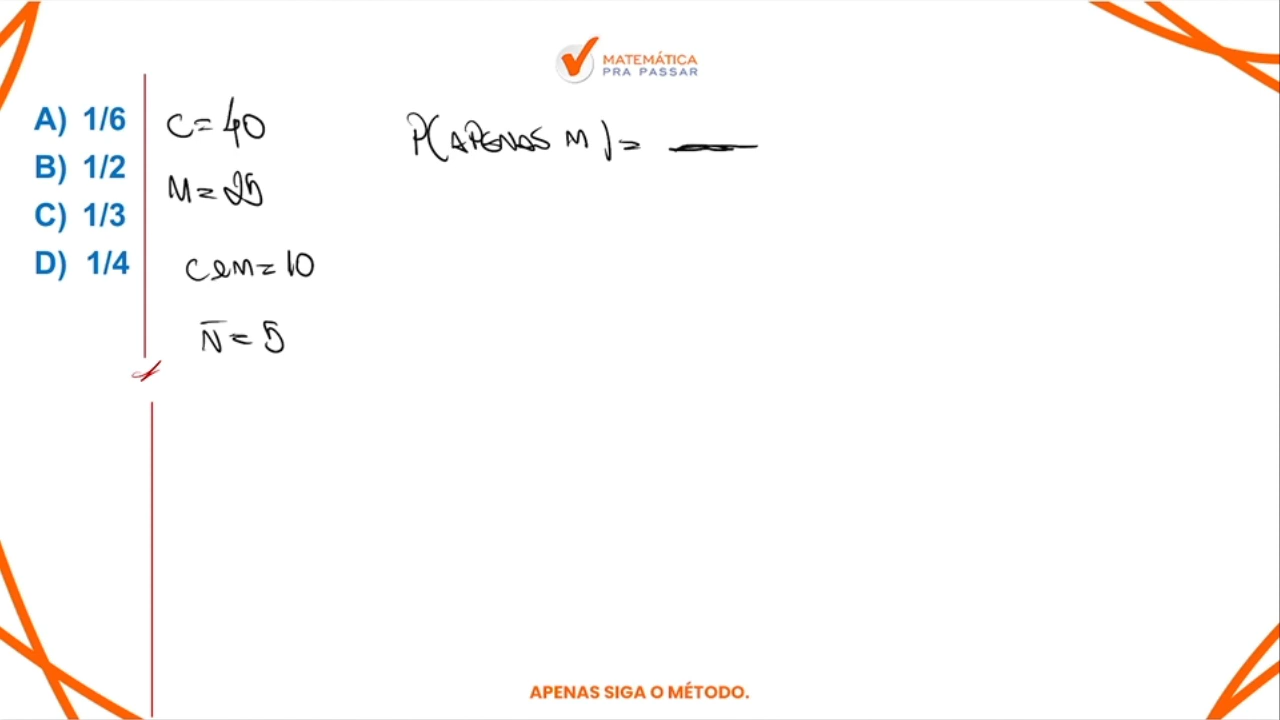 MATEMÁTICA
PRA PASSAR
A) 1/6
B) 1/2
C) 1/3
D) 1/4
C = 40
M = 25
C e M = 10
N̅ = 5
P(APENAS M) =
APENAS SIGA O MÉTODO.